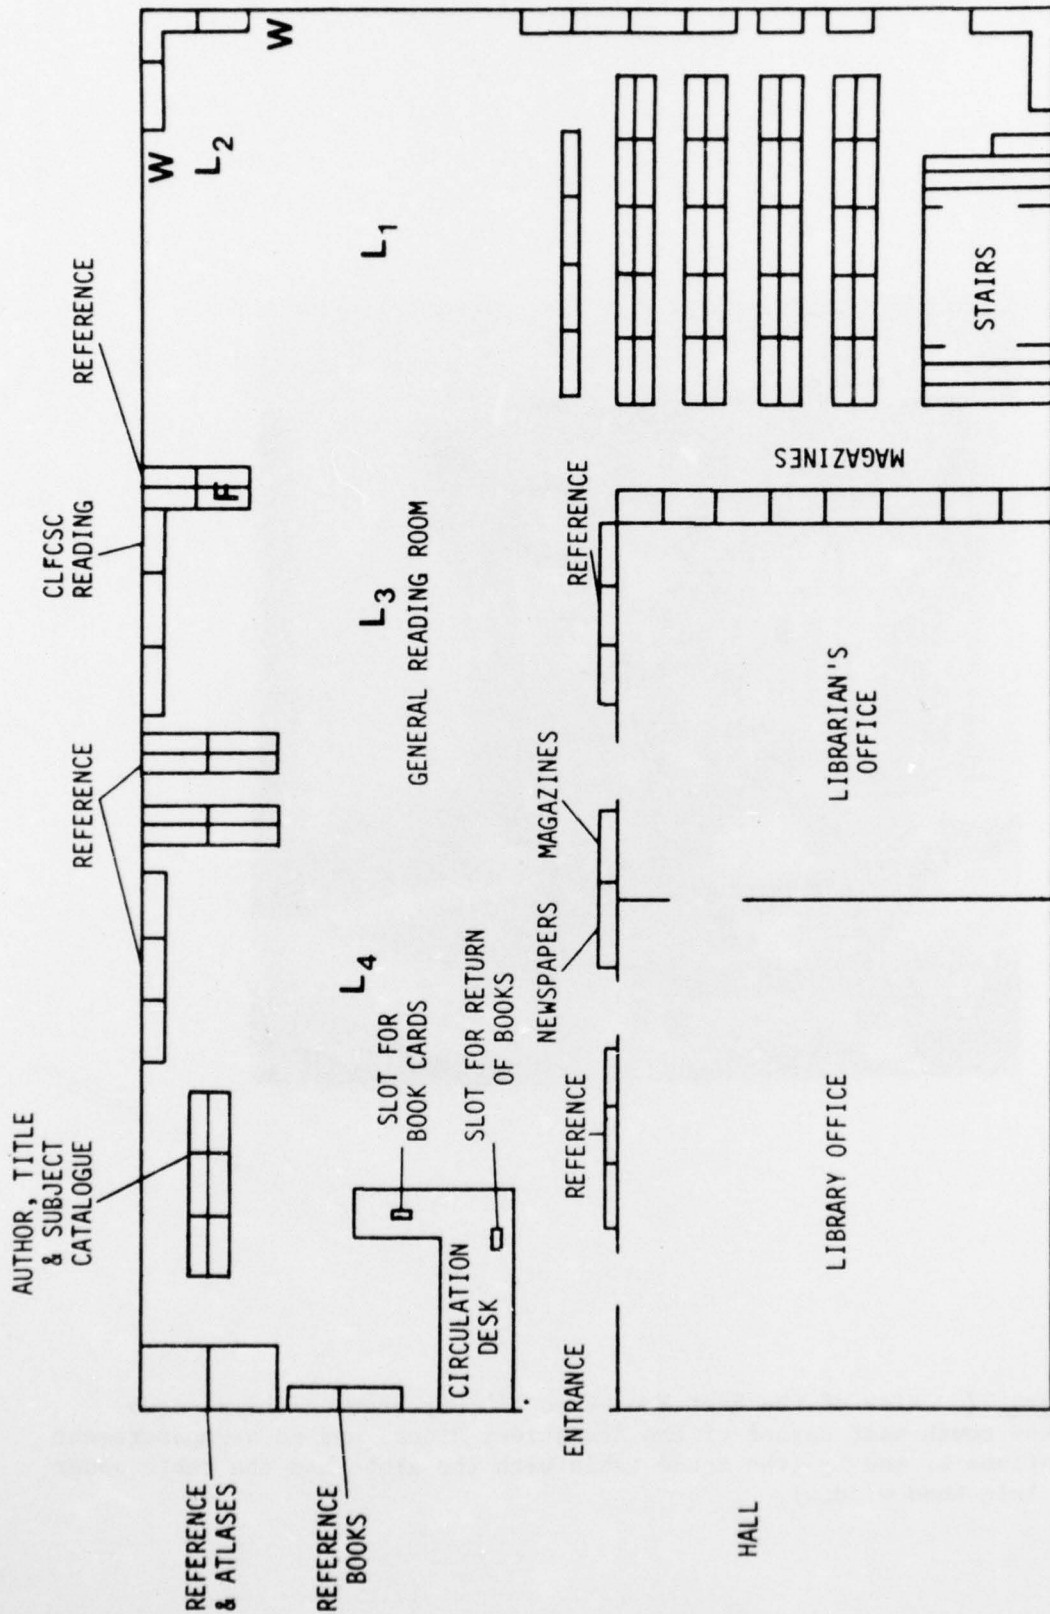 AUTHOR, TITLE
& SUBJECT
CATALOGUE
REFERENCE
CLFCSC
READING
REFERENCE
REFERENCE
& ATLASES
REFERENCE
BOOKS
W
W
L2
L1
F
L3
L4
GENERAL READING ROOM
SLOT FOR
BOOK CARDS
SLOT FOR RETURN
OF BOOKS
CIRCULATION
DESK
ENTRANCE
REFERENCE
NEWSPAPERS
MAGAZINES
REFERENCE
MAGAZINES
STAIRS
HALL
LIBRARY OFFICE
LIBRARIAN'S
OFFICE